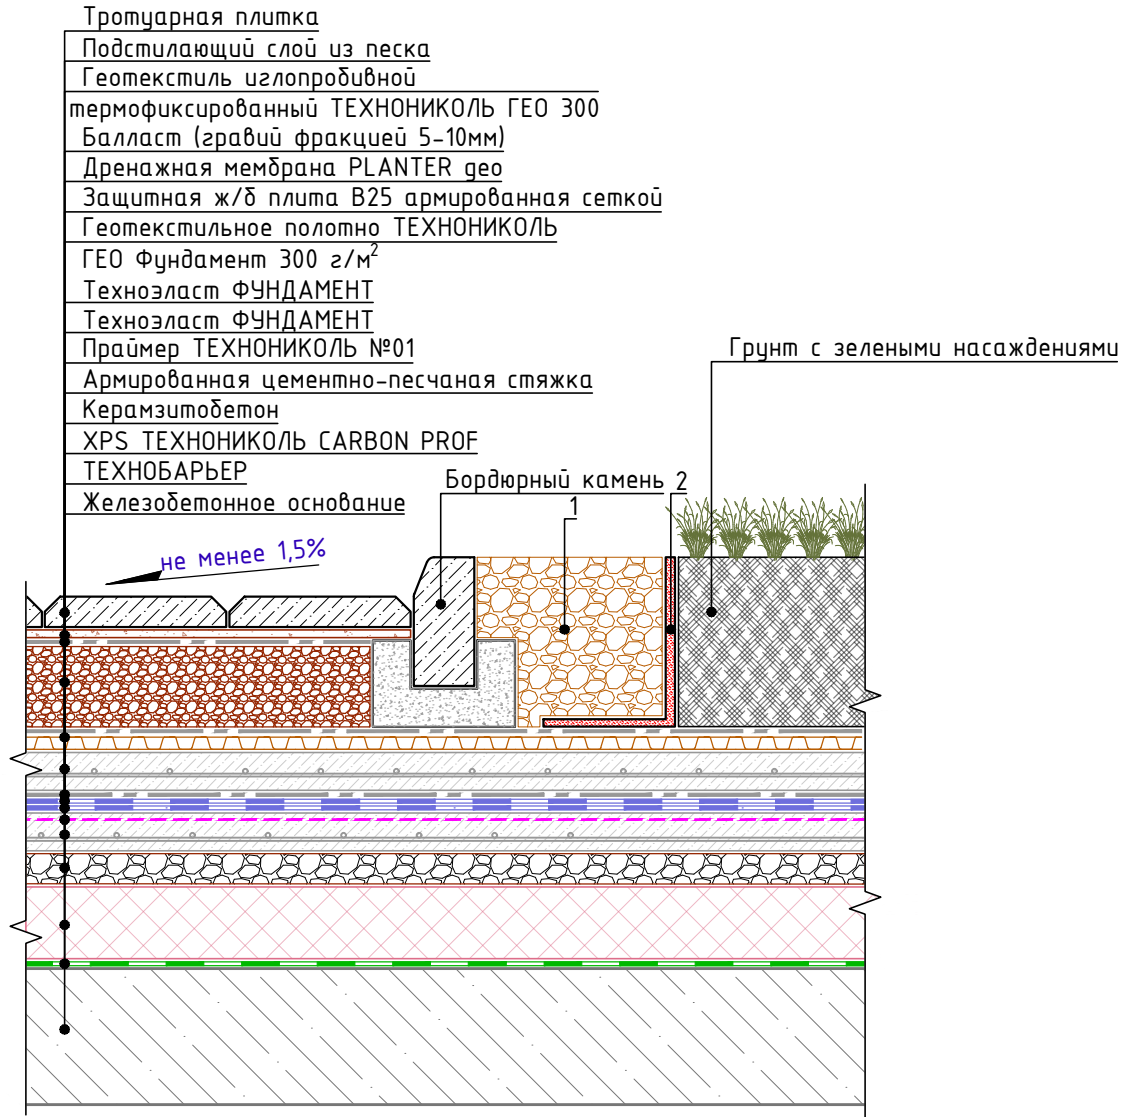 Тротуарная плитка
Подстилающий слой из песка
Геотекстиль иглопробивной
термофиксированный ТЕХНОНИКОЛЬ ГЕО 300
Балласт (гравий фракцией 5-10мм)
Дренажная мембрана PLANTER geo
Защитная ж/б плита В25 армированная сеткой
Геотекстильное полотно ТЕХНОНИКОЛЬ
ГЕО Фундамент 300 г/м²
Техноэласт ФУНДАМЕНТ
Техноэласт ФУНДАМЕНТ
Праймер ТЕХНОНИКОЛЬ №01
Армированная цементно-песчаная стяжка
Керамзитобетон
XPS ТЕХНОНИКОЛЬ CARBON PROF
ТЕХНОБАРЬЕР
Железобетонное основание
Грунт с зелеными насаждениями
Бордюрный камень 2
1
не менее 1,5%